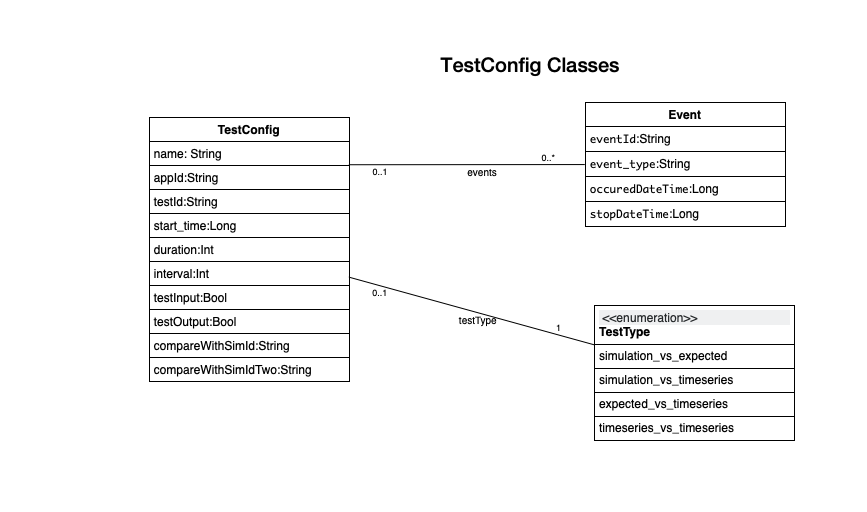 TestConfig Classes
TestConfig
name: String
appId:String
testId:String
start_time:Long
duration:Int
interval:Int
testInput:Bool
testOutput:Bool
compareWithSimId:String
compareWithSimIdTwo:String
0..1
events
0..*
Event
eventId:String
event_type:String
occuredDateTime:Long
stopDateTime:Long
0..1
testType
1
<<enumeration>>
TestType
simulation_vs_expected
simulation_vs_timeseries
expected_vs_timeseries
timeseries_vs_timeseries